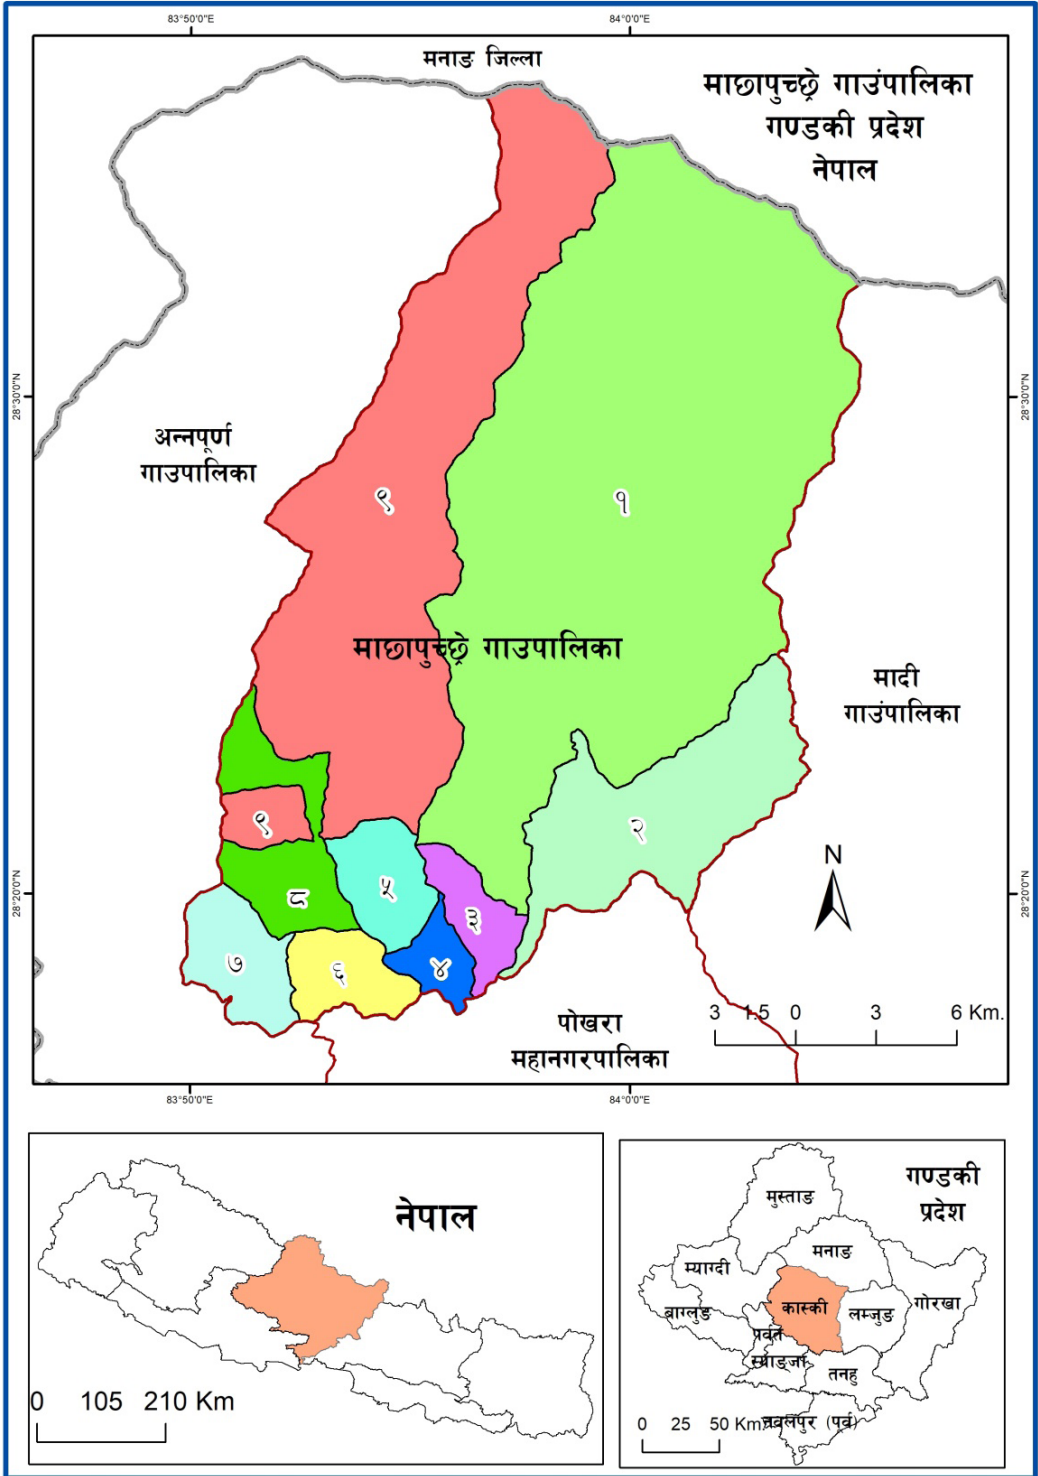 83°50'0"E
84°0'0"E
मनाङ जिल्ला
माछापुच्छ्रे गाउंपालिका
गण्डकी प्रदेश
नेपाल
28°30'0"N
28°30'0"N
अन्नपूर्ण
गाउपालिका
९
१
माछापुच्छ्रे गाउपालिका
मादी
गाउंपालिका
९
२
N
५
८
३
28°20'0"N
28°20'0"N
७
६
४
पोखरा
महानगरपालिका
3 1.5 0 3 6 Km.
83°50'0"E
84°0'0"E
नेपाल
0 105 210 Km
गण्डकी
प्रदेश
मुस्ताङ
मनाङ
म्याग्दी
कास्की
लम्जुङ
गोरखा
बाग्लुङ
पर्वत
स्याङ्जा
तनहु
0 25 50 Km.
नवलपुर (पूर्व)